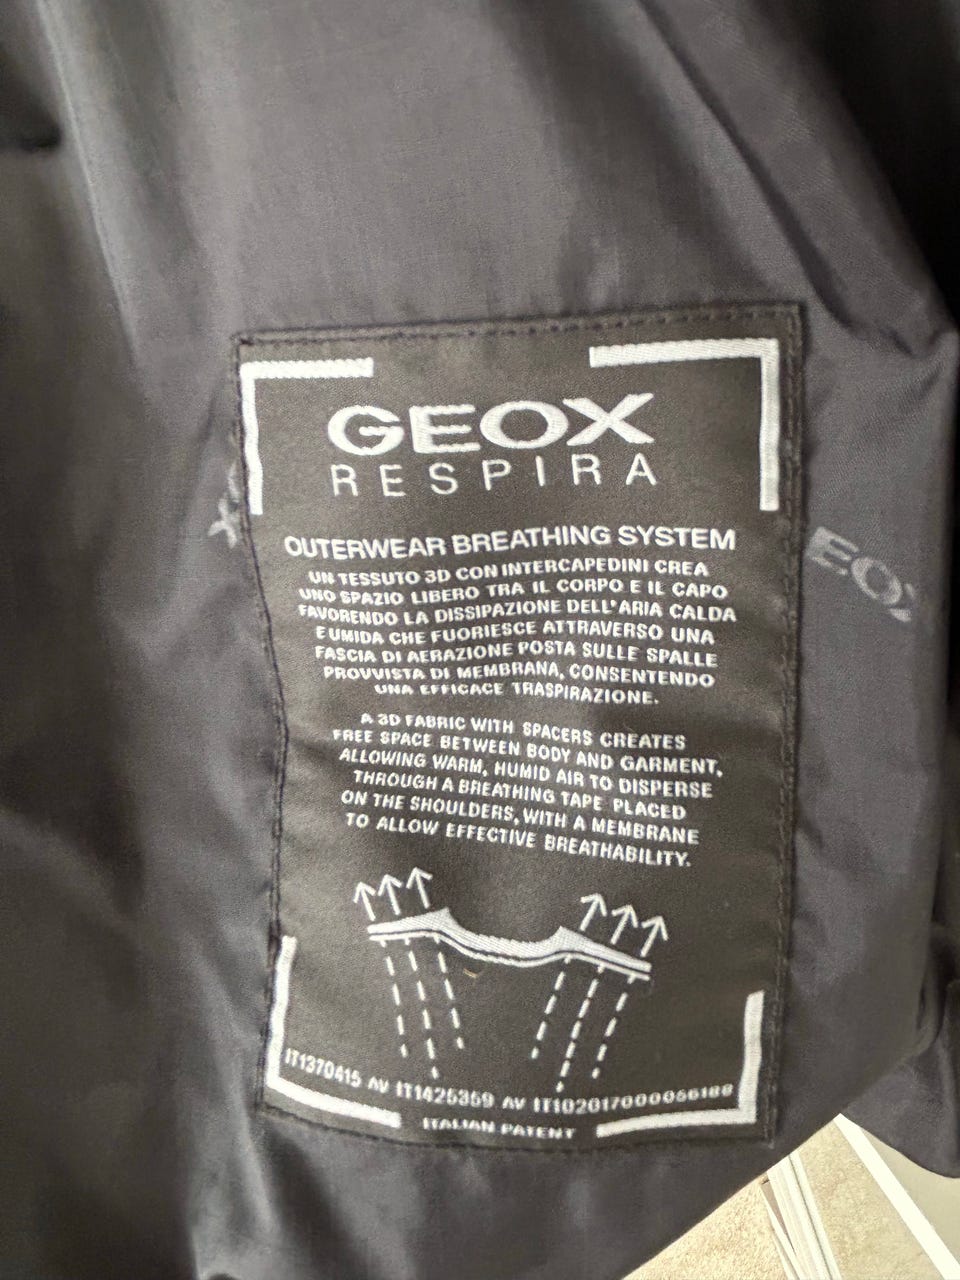 GEOX
RESPIRA
OUTERWEAR BREATHING SYSTEM
UN TESSUTO 3D CON INTERCAPEDINI CREA
UNO SPAZIO LIBERO TRA IL CORPO E IL CAPO
FAVORENDO LA DISSIPAZIONE DELL'ARIA CALDA
E UMIDA CHE FUORIESCE ATTRAVERSO UNA
FASCIA DI AERAZIONE POSTA SULLE SPALLE
PROVVISTA DI MEMBRANA, CONSENTENDO
UNA EFFICACE TRASPIRAZIONE.
A 3D FABRIC WITH SPACERS CREATES
FREE SPACE BETWEEN BODY AND GARMENT,
ALLOWING WARM, HUMID AIR TO DISPERSE
THROUGH A BREATHING TAPE PLACED
ON THE SHOULDERS, WITH A MEMBRANE
TO ALLOW EFFECTIVE BREATHABILITY.
IT1370415 AV IT1425359 AV IT102017000056188
ITALIAN PATENT
X
EOX